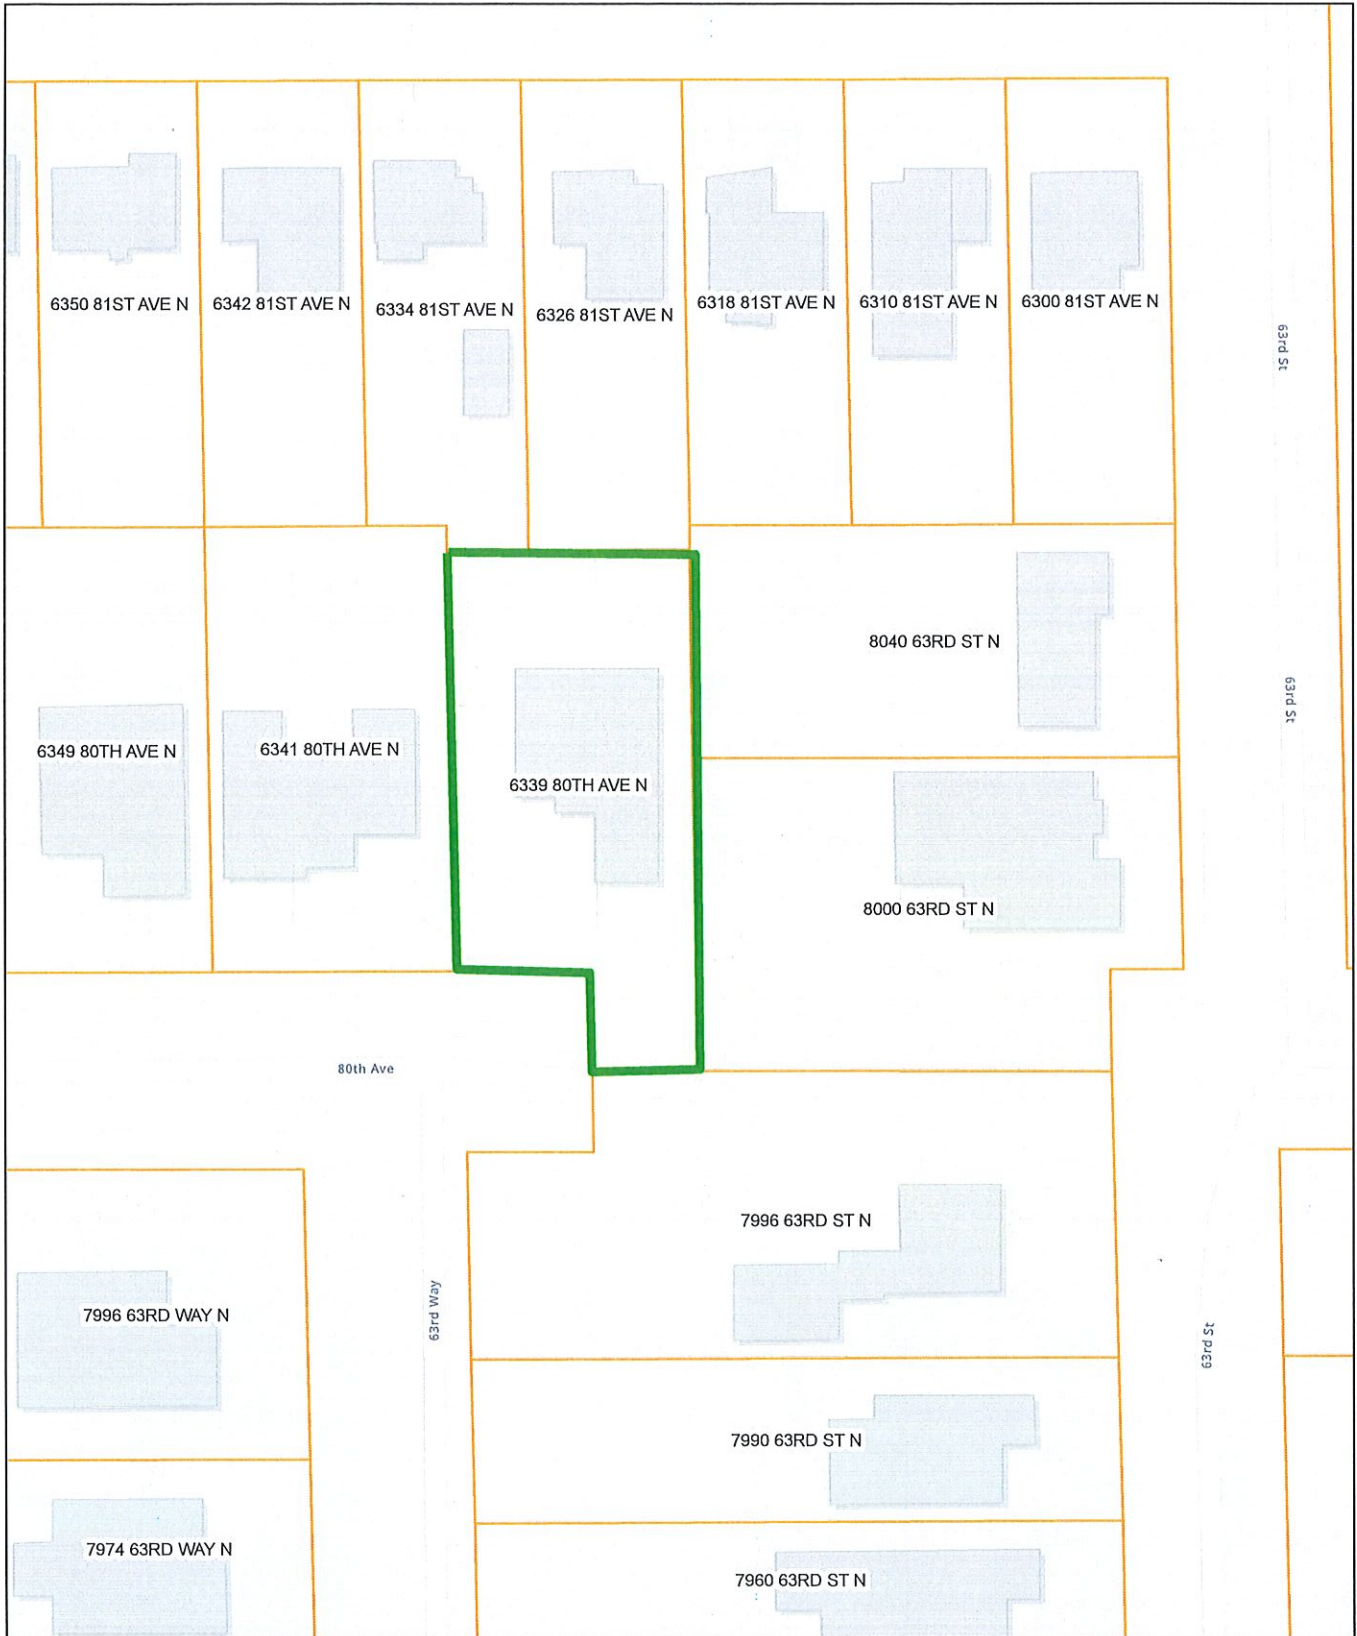 6350 81ST AVE N
6342 81ST AVE N
6334 81ST AVE N
6326 81ST AVE N
6318 81ST AVE N
6310 81ST AVE N
6300 81ST AVE N
63rd St
8040 63RD ST N
63rd St
6349 80TH AVE N
6341 80TH AVE N
6339 80TH AVE N
8000 63RD ST N
80th Ave
7996 63RD ST N
7996 63RD WAY N
63rd Way
63rd St
7990 63RD ST N
7974 63RD WAY N
7960 63RD ST N